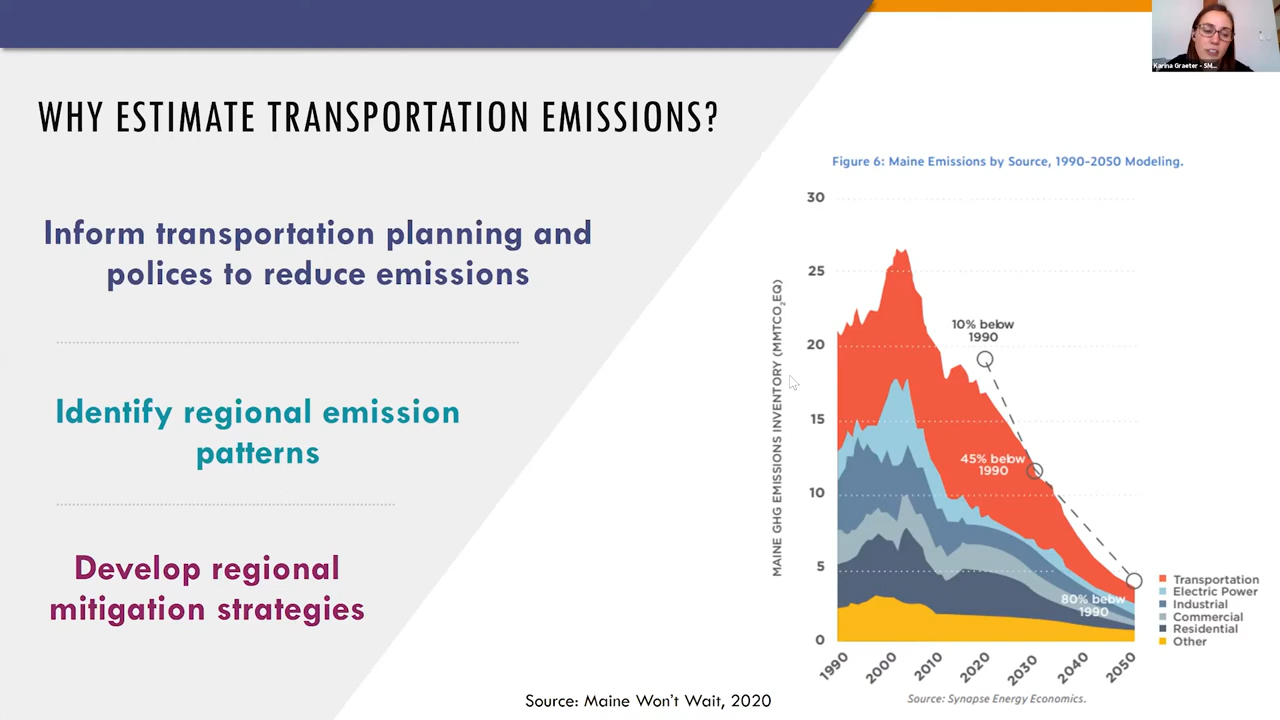 WHY ESTIMATE TRANSPORTATION EMISSIONS?
Inform transportation planning and
polices to reduce emissions
Identify regional emission
patterns
Develop regional
mitigation strategies
Karina Graeter - SM...
Figure 6: Maine Emissions by Source, 1990-2050 Modeling.
MAINE GHG EMISSIONS INVENTORY (MMTCO₂EQ)
30
25
20
15
10
5
0
10% below
1990
45% below
1990
80% below
1990
1990
2000
2010
2020
2030
2040
2050
Transportation
Electric Power
Industrial
Commercial
Residential
Other
Source: Synapse Energy Economics.
Source: Maine Won't Wait, 2020